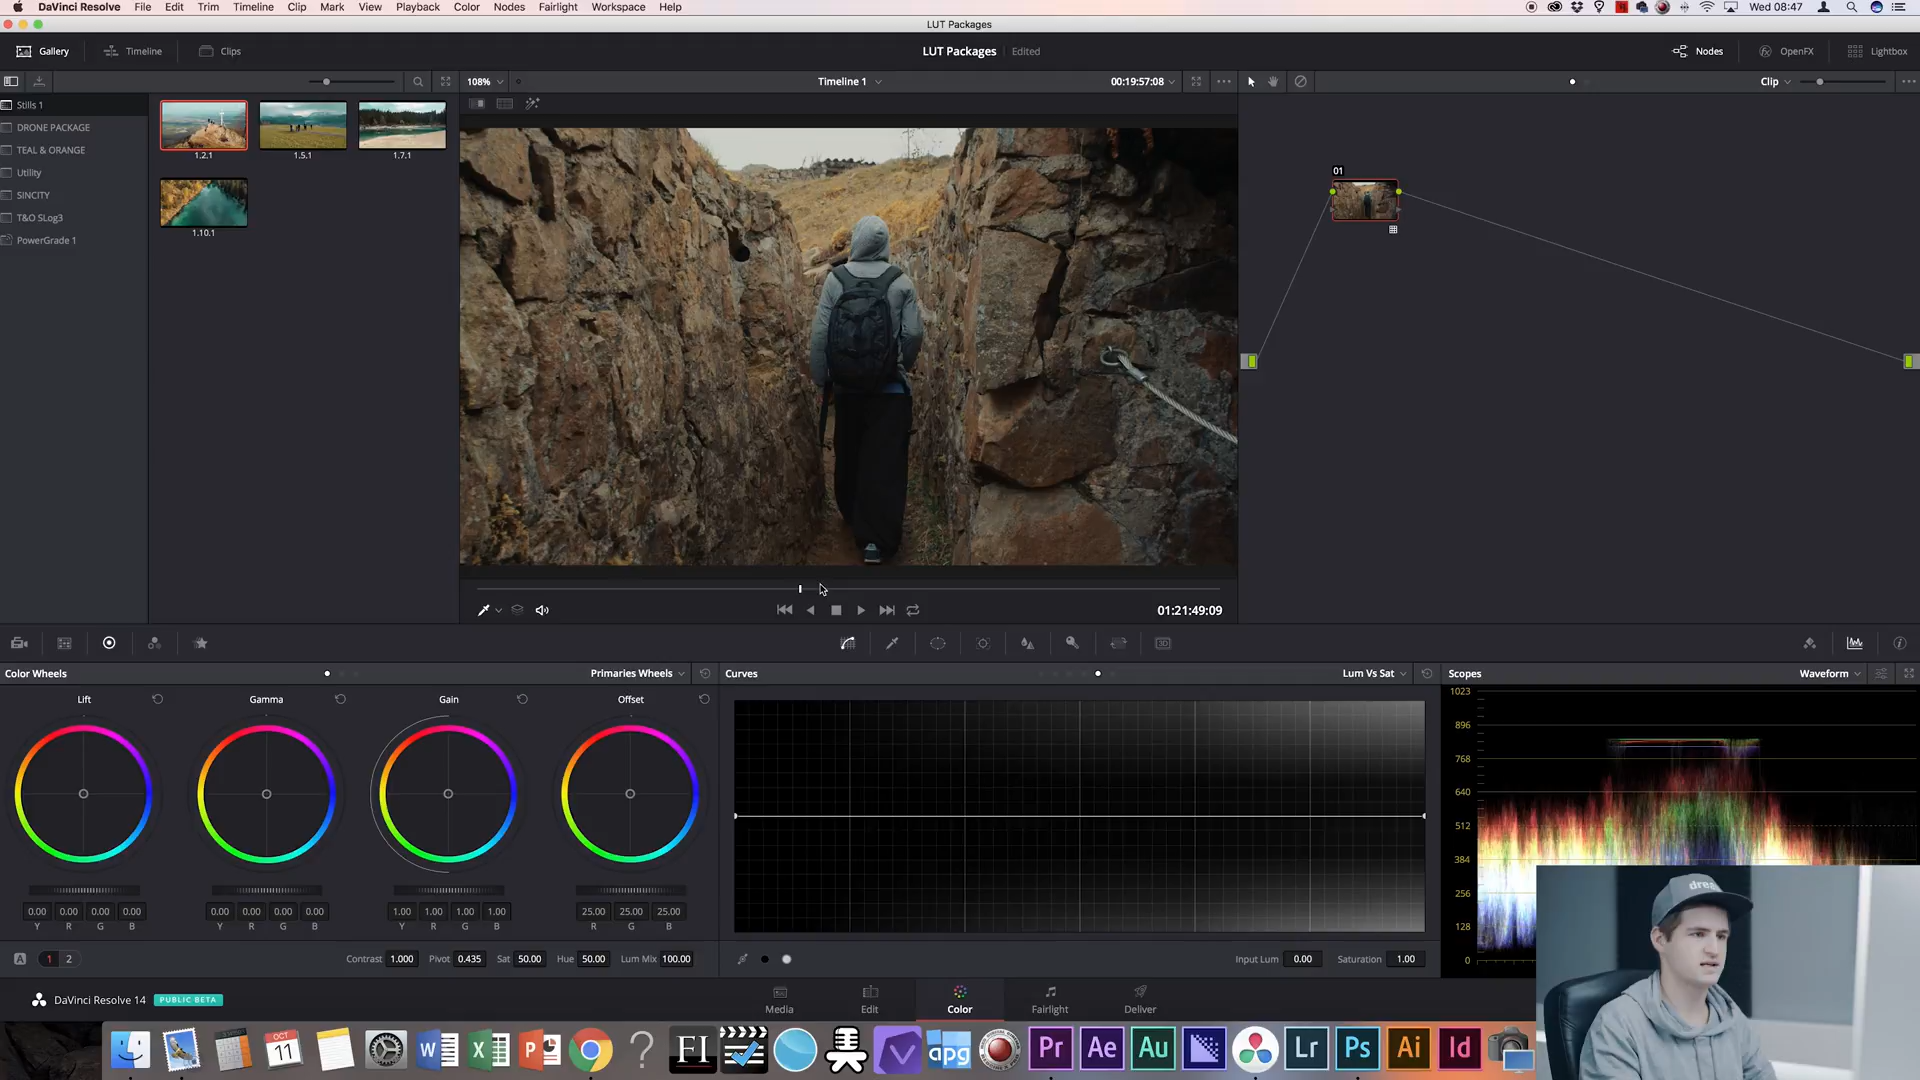 DaVinci Resolve File Edit Trim Timeline Clip Mark View Playback Color Nodes Fairlight Workspace Help Wed 08:47
LUT Packages
Gallery Timeline Clips LUT Packages Edited Nodes OpenFX Lightbox
108% Timeline 1 00:19:57:08 Clip
Stills 1
DRONE PACKAGE
TEAL & ORANGE
Utility
SINCITY
T&O SLog3
PowerGrade 1
1.2.1 1.5.1 1.7.1
1.10.1
01
01:21:49:09
Color Wheels Primaries Wheels Curves Lum Vs Sat Scopes Waveform
Lift Gamma Gain Offset
1023
896
768
640
512
384
256
128
0
0.00 0.00 0.00 0.00 0.00 0.00 0.00 0.00 1.00 1.00 1.00 1.00 25.00 25.00 25.00
Y R G B Y R G B Y R G B R G B
A 1 2 Contrast 1.000 Pivot 0.435 Sat 50.00 Hue 50.00 Lum Mix 100.00 Input Lum 0.00 Saturation 1.00
DaVinci Resolve 14 PUBLIC BETA
Media Edit Color Fairlight Deliver
OCT
11
W X P ? FI apg Pr Ae Au Lr Ps Ai Id
drea